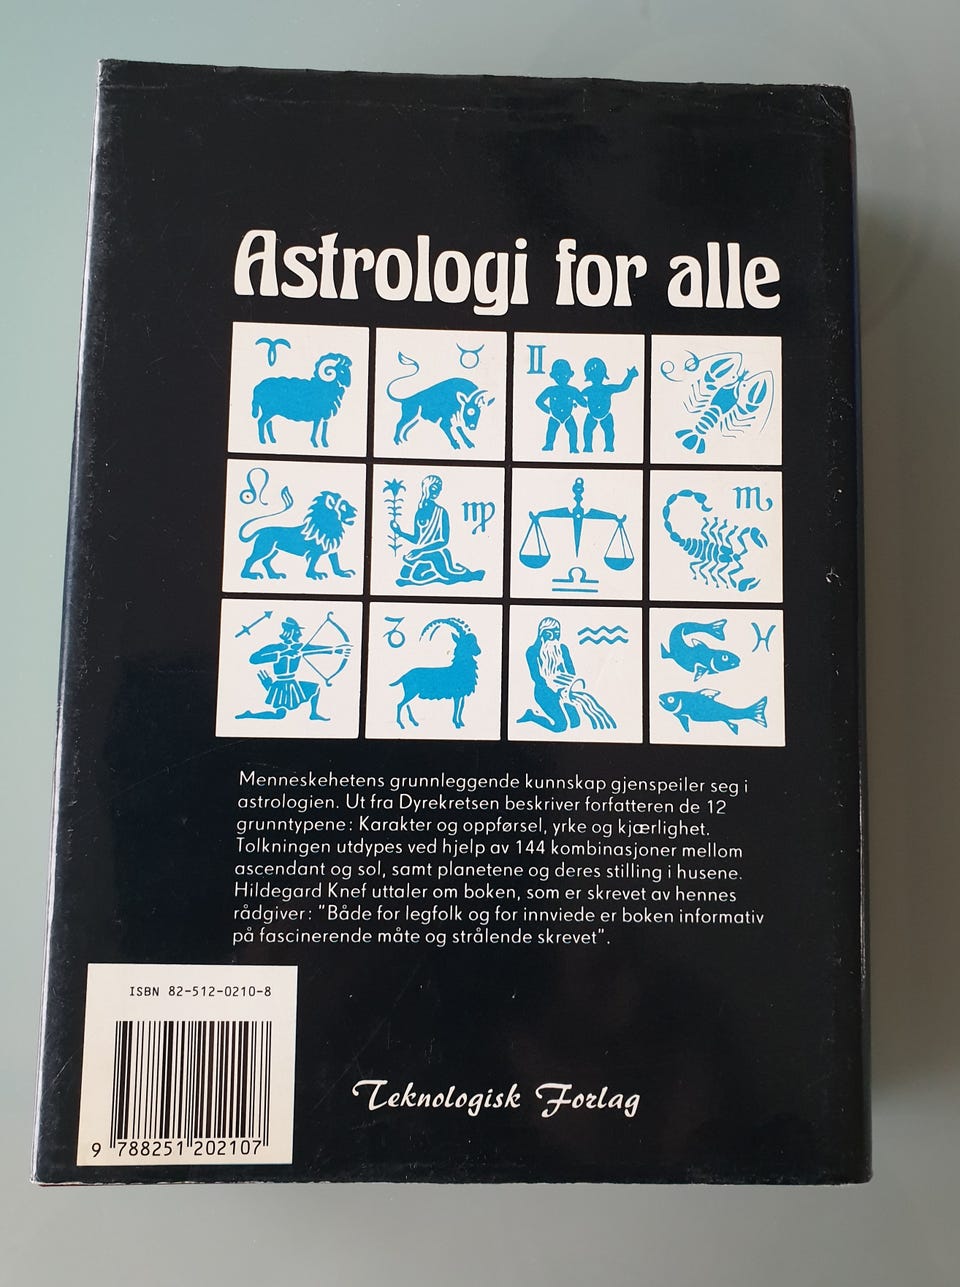 Astrologi for alle
Menneskehetens grunnleggende kunnskap gjenspeiler seg i
astrologien. Ut fra Dyrekretsen beskriver forfatteren de 12
grunntypene: Karakter og oppførsel, yrke og kjærlighet.
Tolkningen utdypes ved hjelp av 144 kombinasjoner mellom
ascendant og sol, samt planetene og deres stilling i husene.
Hildegard Knef uttaler om boken, som er skrevet av hennes
rådgiver: "Både for legfolk og for innviede er boken informativ
på fascinerende måte og strålende skrevet".
ISBN 82-512-0210-8
9 788251 202107
Teknologisk Forlag